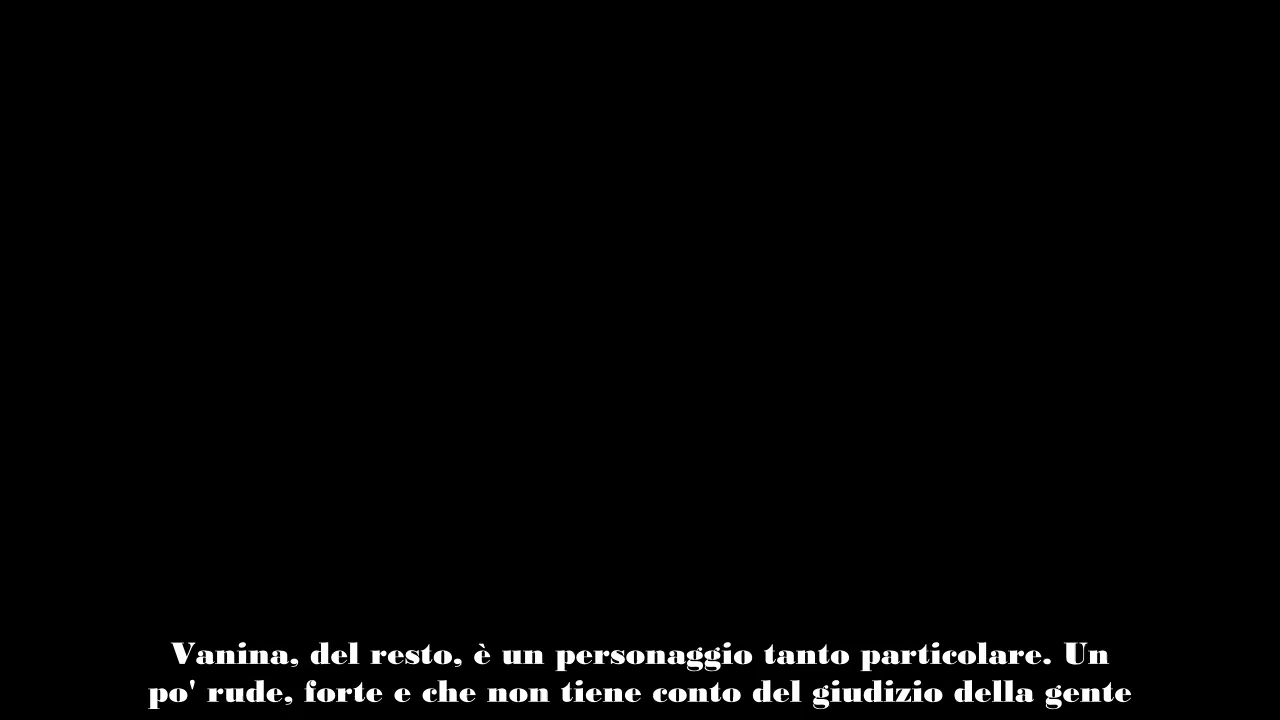 Vanina, del resto, è un personaggio tanto particolare. Un
po' rude, forte e che non tiene conto del giudizio della gente